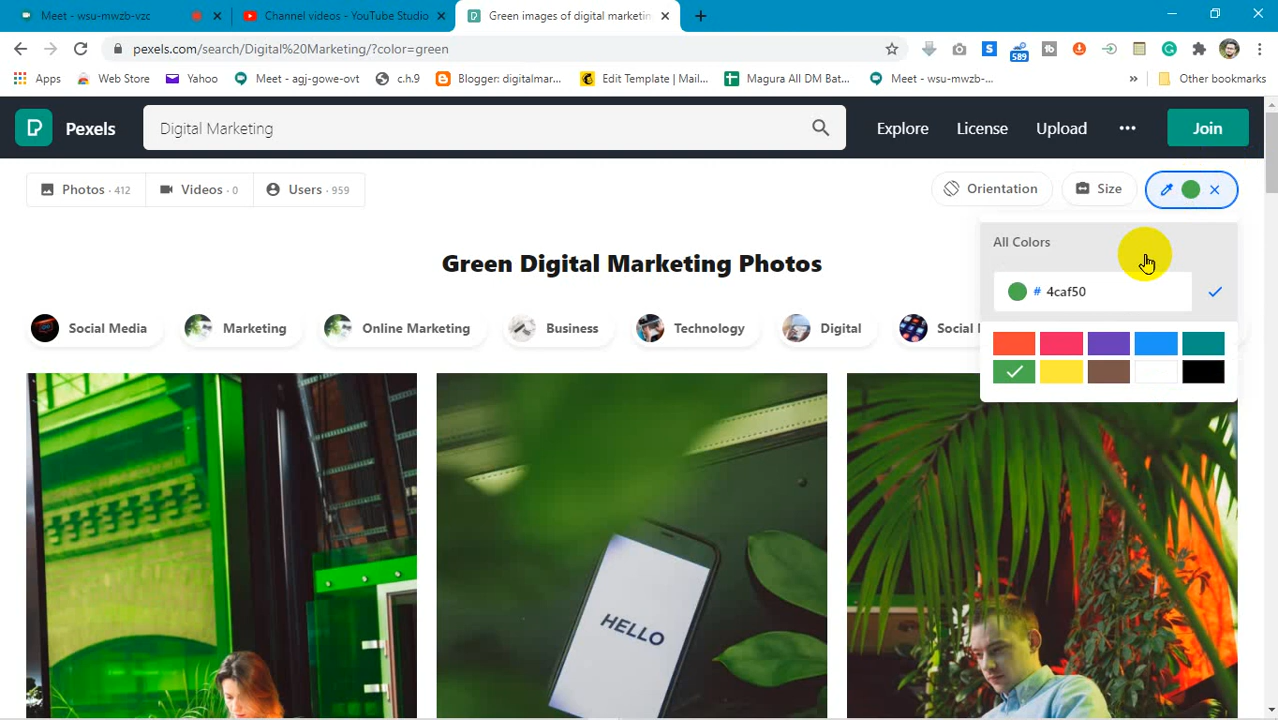 Meet - wsu-mwzb-vzc
Channel videos - YouTube Studio
Green images of digital marketin
pexels.com/search/Digital%20Marketing/?color=green
589
Apps
Web Store
Yahoo
Meet - agj-gowe-ovt
c.h.9
Blogger: digitalmar...
Edit Template | Mail...
Magura All DM Bat...
Meet - wsu-mwzb-...
»
Other bookmarks
Pexels
Digital Marketing
Explore
License
Upload
Join
Photos · 412
Videos · 0
Users · 959
Orientation
Size
All Colors
# 4caf50
Green Digital Marketing Photos
Social Media
Marketing
Online Marketing
Business
Technology
Digital
Social
HELLO